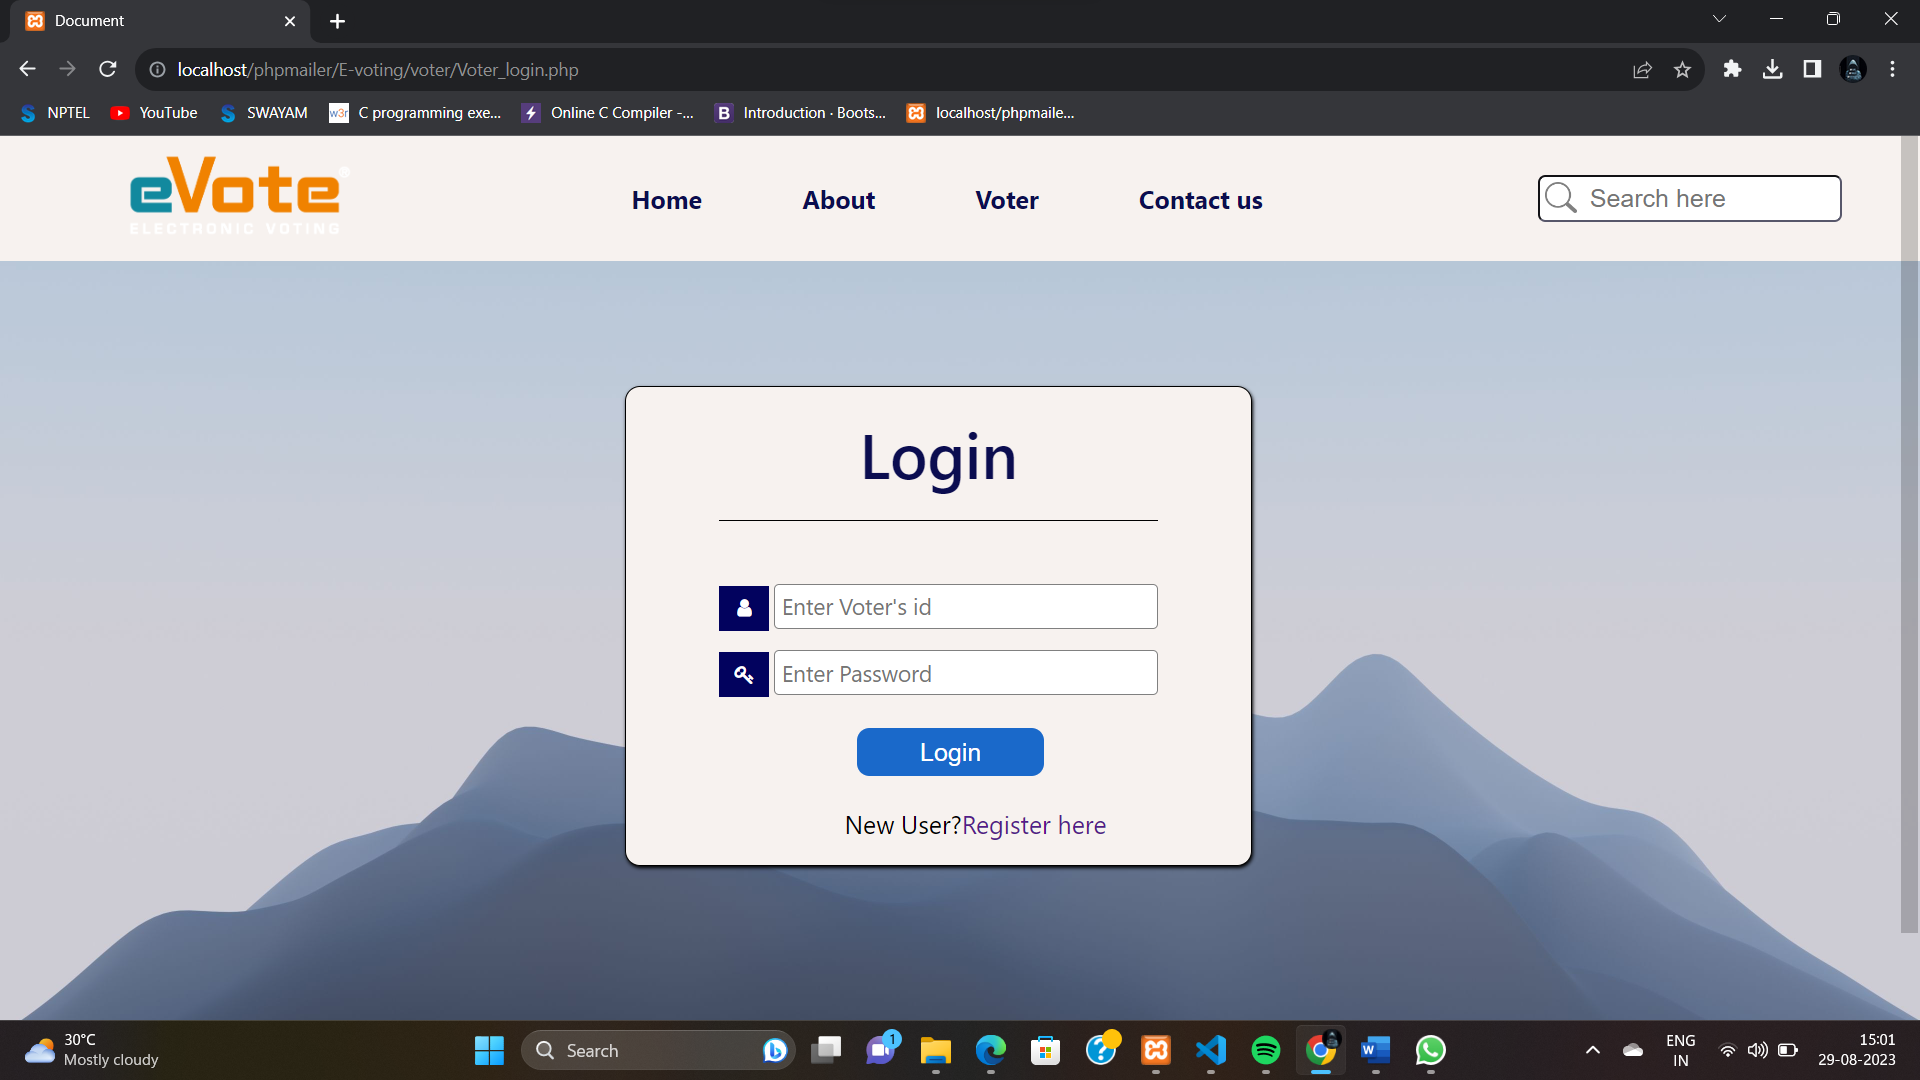 Document
localhost/phpmailer/E-voting/voter/Voter_login.php
NPTEL YouTube SWAYAM w3r C programming exe... Online C Compiler -... B Introduction · Boots... localhost/phpmaile...
eVote
ELECTRONIC VOTING
Home About Voter Contact us Search here
Login
Enter Voter's id
Enter Password
Login
New User?Register here
30°C
Mostly cloudy
Search
1
ENG
IN
15:01
29-08-2023